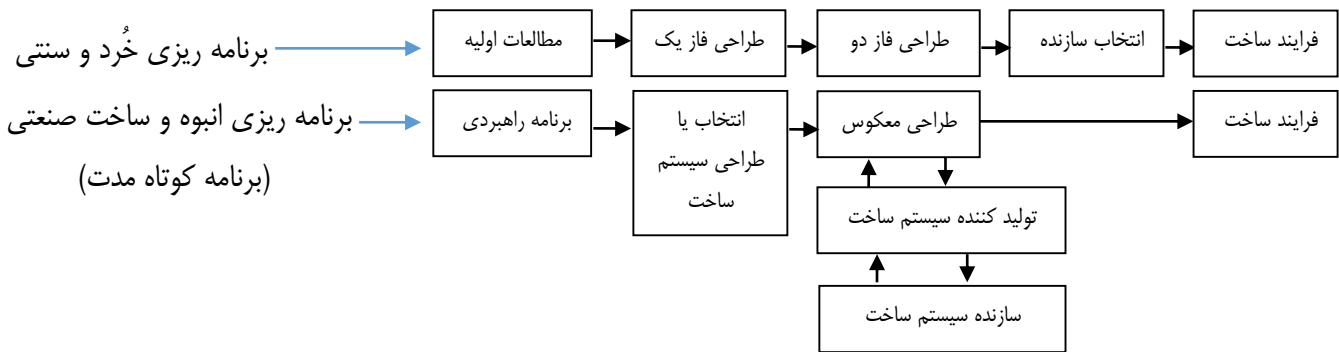 برنامه ریزی خُرد و سنتی
مطالعات اولیه
طراحی فاز یک
طراحی فاز دو
انتخاب سازنده
فرایند ساخت
برنامه ریزی انبوه و ساخت صنعتی
(برنامه کوتاه مدت)
برنامه راهبردی
انتخاب یا
طراحی سیستم
ساخت
طراحی معکوس
فرایند ساخت
تولید کننده سیستم ساخت
سازنده سیستم ساخت